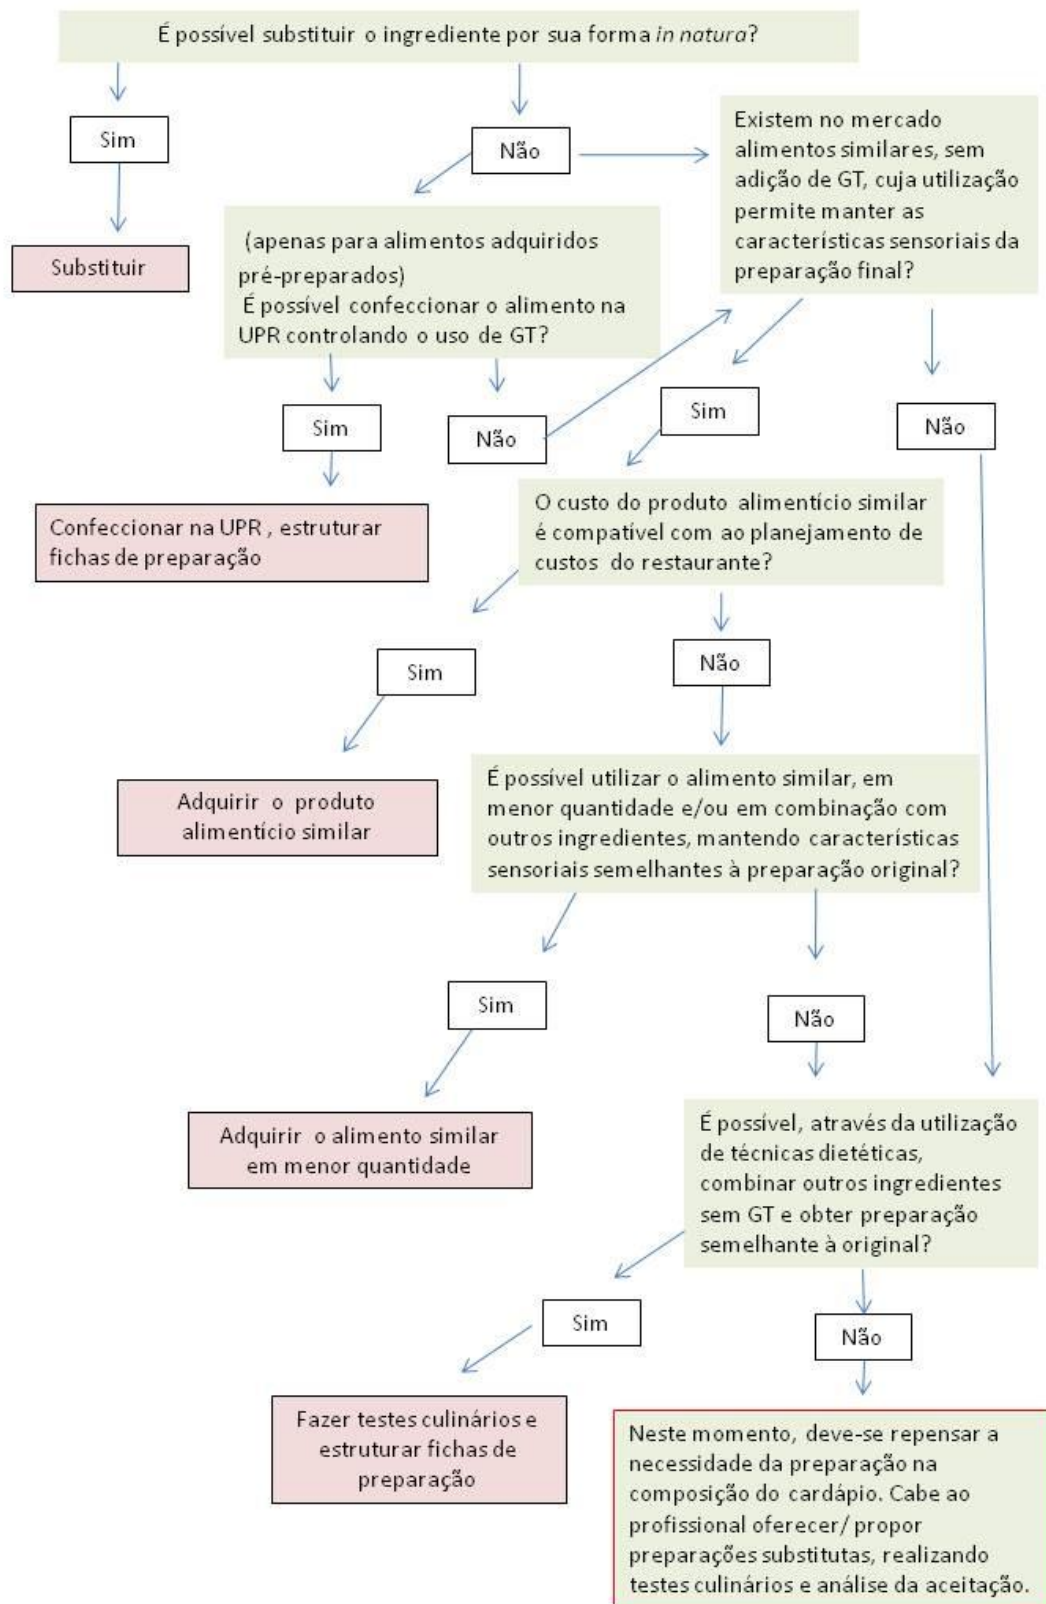 É possível substituir o ingrediente por sua forma in natura?
Sim
Não
Existem no mercado
alimentos similares, sem
adição de GT, cuja utilização
permite manter as
características sensoriais da
preparação final?
Substituir
(apenas para alimentos adquiridos
pré-preparados)
É possível confeccionar o alimento na
UPR controlando o uso de GT?
Sim
Não
Sim
Não
Confeccionar na UPR , estruturar
fichas de preparação
O custo do produto alimentício similar
é compatível com ao planejamento de
custos do restaurante?
Sim
Não
Adquirir o produto
alimentício similar
É possível utilizar o alimento similar, em
menor quantidade e/ou em combinação com
outros ingredientes, mantendo características
sensoriais semelhantes à preparação original?
Sim
Não
Adquirir o alimento similar
em menor quantidade
É possível, através da utilização
de técnicas dietéticas,
combinar outros ingredientes
sem GT e obter preparação
semelhante à original?
Sim
Não
Fazer testes culinários e
estruturar fichas de
preparação
Neste momento, deve-se repensar a
necessidade da preparação na
composição do cardápio. Cabe ao
profissional oferecer/ propor
preparações substitutas, realizando
testes culinários e análise da aceitação.